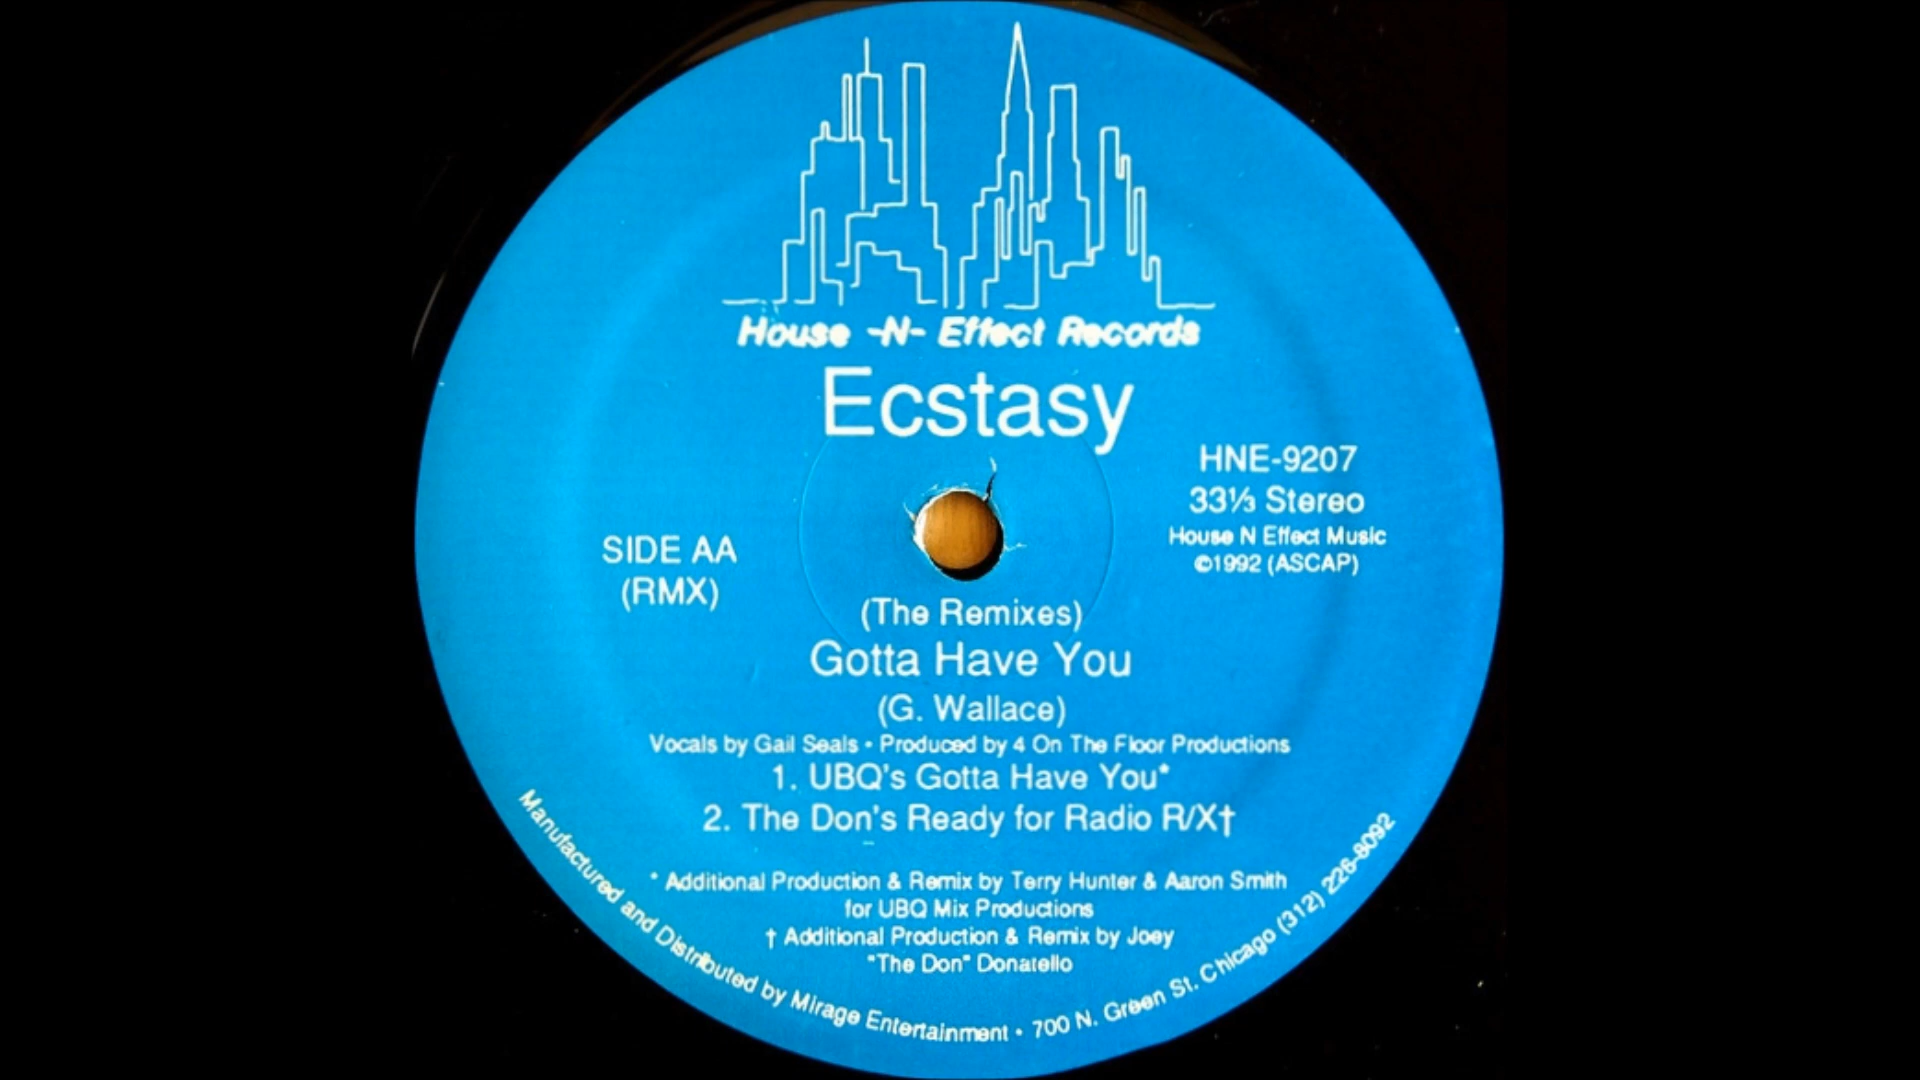 House -N- Effect Records
Ecstasy
HNE-9207
33⅓ Stereo
House N Effect Music
©1992 (ASCAP)
SIDE AA
(RMX)
(The Remixes)
Gotta Have You
(G. Wallace)
Vocals by Gail Seals • Produced by 4 On The Floor Productions
1. UBQ's Gotta Have You*
2. The Don's Ready for Radio R/X†
* Additional Production & Remix by Terry Hunter & Aaron Smith
for UBQ Mix Productions
† Additional Production & Remix by Joey
"The Don" Donatello
Manufactured and Distributed by Mirage Entertainment • 700 N. Green St. Chicago (312) 226-8092